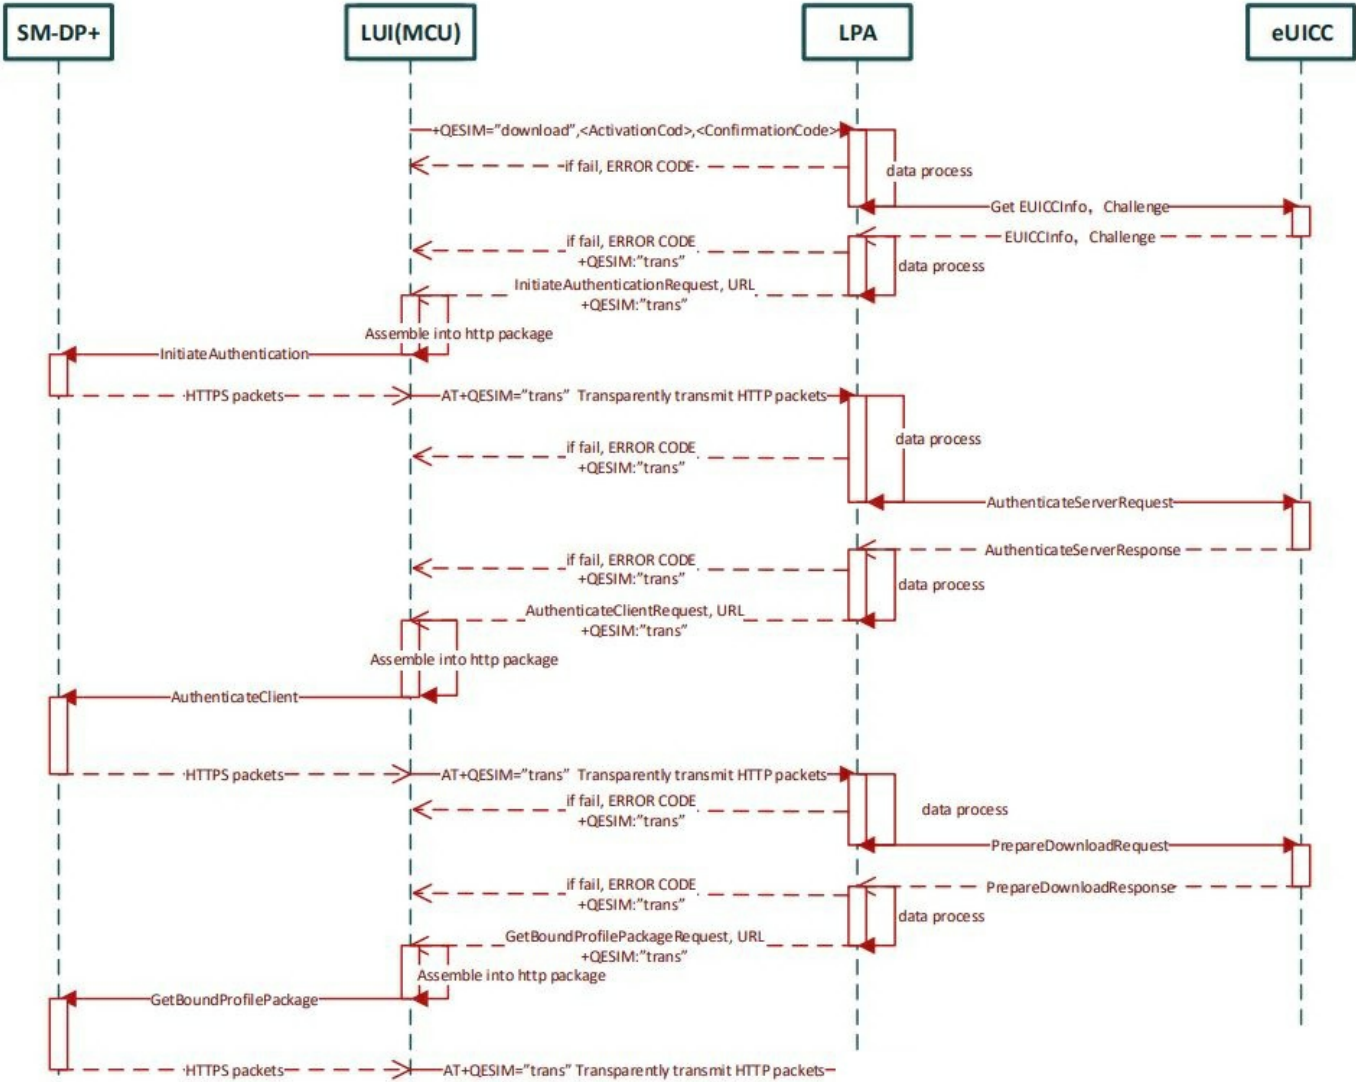 SM-DP+
LUI(MCU)
LPA
eUICC
+QESIM="download",<ActivationCod>,<ConfirmationCode>
if fail, ERROR CODE
data process
Get EUICCInfo, Challenge
EUICCInfo, Challenge
if fail, ERROR CODE
+QESIM:"trans"
data process
InitiateAuthenticationRequest, URL
+QESIM:"trans"
Assemble into http package
InitiateAuthentication
HTTPS packets
AT+QESIM="trans" Transparently transmit HTTP packets
data process
if fail, ERROR CODE
+QESIM:"trans"
AuthenticateServerRequest
AuthenticateServerResponse
if fail, ERROR CODE
+QESIM:"trans"
data process
AuthenticateClientRequest, URL
+QESIM:"trans"
Assemble into http package
AuthenticateClient
HTTPS packets
AT+QESIM="trans" Transparently transmit HTTP packets
if fail, ERROR CODE
+QESIM:"trans"
data process
PrepareDownloadRequest
PrepareDownloadResponse
if fail, ERROR CODE
+QESIM:"trans"
data process
GetBoundProfilePackageRequest, URL
+QESIM:"trans"
Assemble into http package
GetBoundProfilePackage
HTTPS packets
AT+QESIM="trans" Transparently transmit HTTP packets